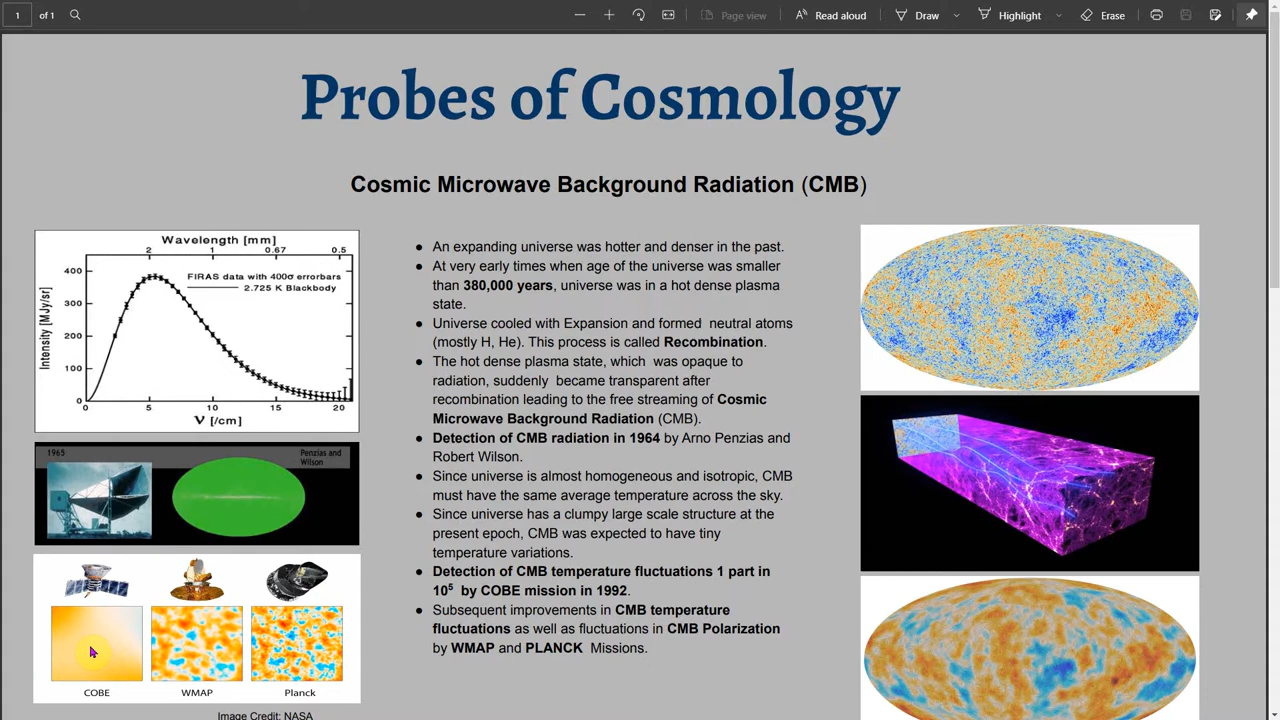 1 of 1
Page view
Read aloud
Draw
Highlight
Erase
Probes of Cosmology
Cosmic Microwave Background Radiation (CMB)
Wavelength [mm]
2 1 0.67 0.5
400
300
200
100
0
Intensity [MJy/sr]
FIRAS data with 400σ errorbars
2.725 K Blackbody
0 5 10 15 20
ν [/cm]
1965
Penzias and
Wilson
COBE
WMAP
Planck
Image Credit: NASA
● An expanding universe was hotter and denser in the past.
● At very early times when age of the universe was smaller
than 380,000 years, universe was in a hot dense plasma
state.
● Universe cooled with Expansion and formed neutral atoms
(mostly H, He). This process is called Recombination.
● The hot dense plasma state, which was opaque to
radiation, suddenly became transparent after
recombination leading to the free streaming of Cosmic
Microwave Background Radiation (CMB).
● Detection of CMB radiation in 1964 by Arno Penzias and
Robert Wilson.
● Since universe is almost homogeneous and isotropic, CMB
must have the same average temperature across the sky.
● Since universe has a clumpy large scale structure at the
present epoch, CMB was expected to have tiny
temperature variations.
● Detection of CMB temperature fluctuations 1 part in
10⁵ by COBE mission in 1992.
● Subsequent improvements in CMB temperature
fluctuations as well as fluctuations in CMB Polarization
by WMAP and PLANCK Missions.